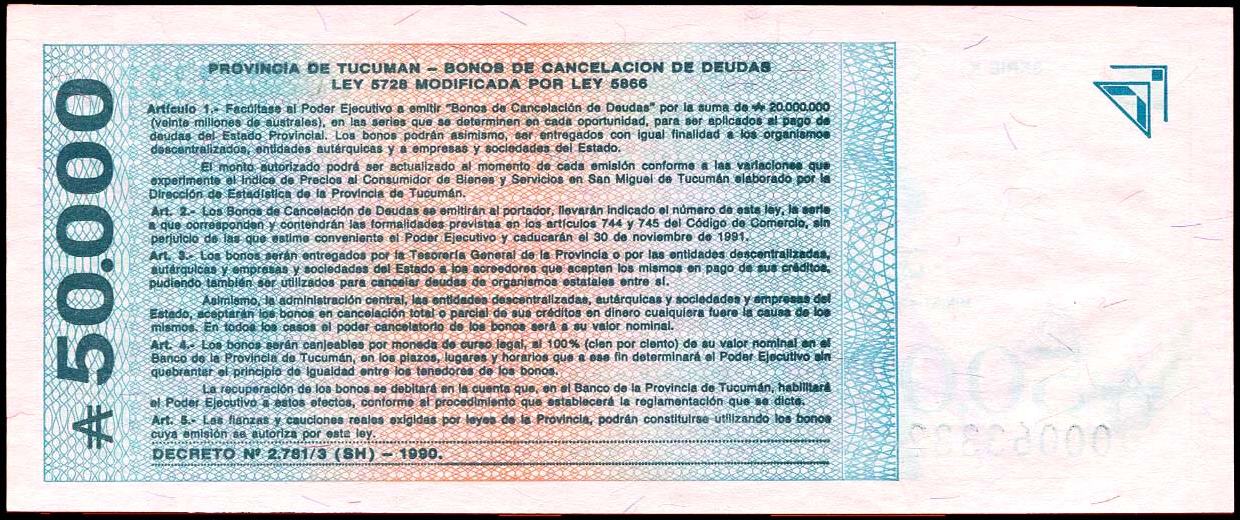 ₳ 50.000
PROVINCIA DE TUCUMAN – BONOS DE CANCELACION DE DEUDAS
LEY 5728 MODIFICADA POR LEY 5866
Artículo 1.- Facúltase al Poder Ejecutivo a emitir "Bonos de Cancelación de Deudas" por la suma de ₳ 20.000.000
(veinte millones de australes), en las series que se determinen en cada oportunidad, para ser aplicados al pago de
deudas del Estado Provincial. Los bonos podrán asimismo, ser entregados con igual finalidad a los organismos
descentralizados, entidades autárquicas y a empresas y sociedades del Estado.
El monto autorizado podrá ser actualizado al momento de cada emisión conforme a las variaciones que
experimente el Indice de Precios al Consumidor de Bienes y Servicios en San Miguel de Tucumán elaborado por la
Dirección de Estadística de la Provincia de Tucumán.
Art. 2.- Los Bonos de Cancelación de Deudas se emitirán al portador, llevarán indicado el número de esta ley, la serie
a que corresponden y contendrán las formalidades previstas en los artículos 744 y 745 del Código de Comercio, sin
perjuicio de las que estime conveniente el Poder Ejecutivo y caducarán el 30 de noviembre de 1991.
Art. 3.- Los bonos serán entregados por la Tesorería General de la Provincia o por las entidades descentralizadas,
autárquicas y empresas y sociedades del Estado a los acreedores que acepten los mismos en pago de sus créditos,
pudiendo también ser utilizados para cancelar deudas de organismos estatales entre sí.
Asimismo, la administración central, las entidades descentralizadas, autárquicas y sociedades y empresas del
Estado, aceptarán los bonos en cancelación total o parcial de sus créditos en dinero cualquiera fuere la causa de los
mismos. En todos los casos el poder cancelatorio de los bonos será a su valor nominal.
Art. 4.- Los bonos serán canjeables por moneda de curso legal, al 100% (cien por ciento) de su valor nominal en el
Banco de la Provincia de Tucumán, en los plazos, lugares y horarios que a ese fin determinará el Poder Ejecutivo sin
quebrantar el principio de igualdad entre los tenedores de los bonos.
La recuperación de los bonos se debitará en la cuenta que, en el Banco de la Provincia de Tucumán, habilitará
el Poder Ejecutivo a estos efectos, conforme al procedimiento que establecerá la reglamentación que se dicte.
Art. 5.- Las fianzas y cauciones reales exigidas por leyes de la Provincia, podrán constituirse utilizando los bonos
cuya emisión se autoriza por esta ley.
DECRETO Nº 2.781/3 (SH) – 1990.